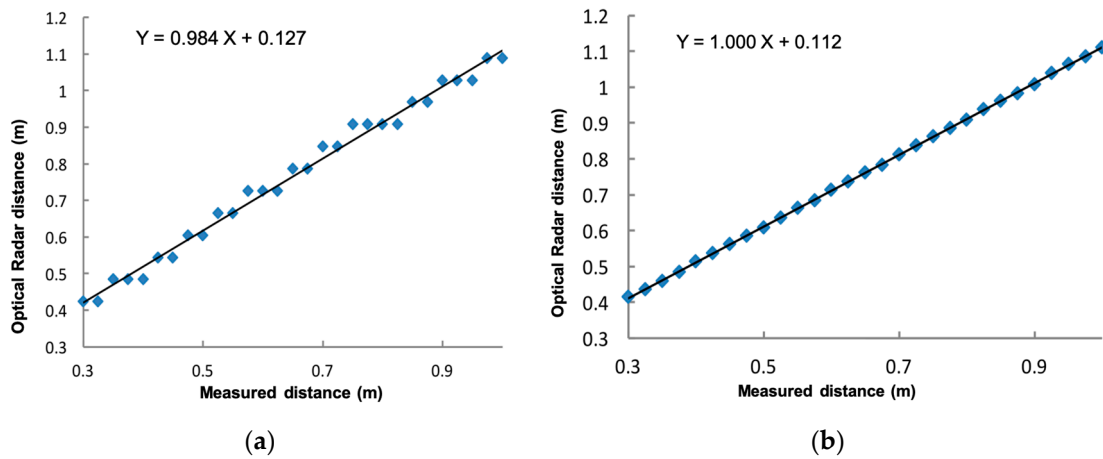 1.2
1.1
1
0.9
0.8
0.7
0.6
0.5
0.4
0.3
Optical Radar distance (m)
Y = 0.984 X + 0.127
0.3 0.5 0.7 0.9
Measured distance (m)
(a)
1.2
1.1
1
0.9
0.8
0.7
0.6
0.5
0.4
0.3
Optical Radar distance (m)
Y = 1.000 X + 0.112
0.3 0.5 0.7 0.9
Measured distance (m)
(b)